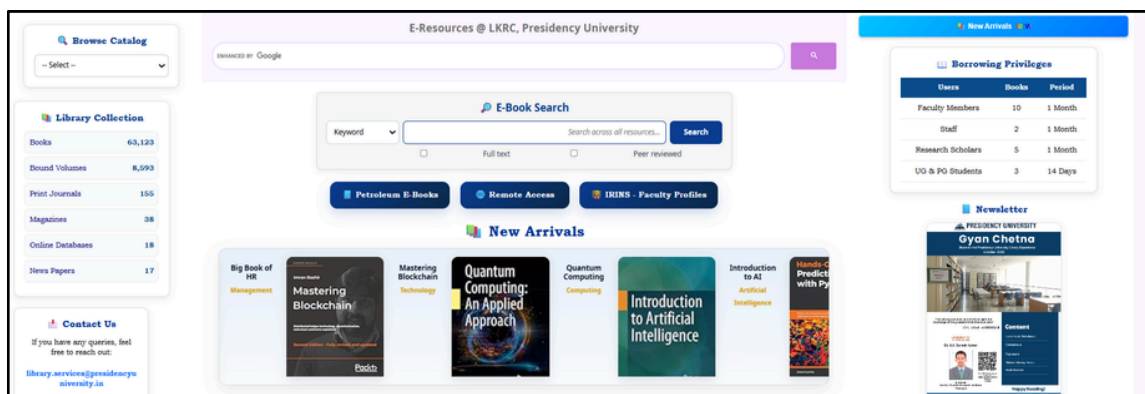 🔍 Browse Catalog
-- Select --
📚 Library Collection
Books 63,123
Bound Volumes 8,593
Print Journals 155
Magazines 38
Online Databases 18
News Papers 17
Contact Us
If you have any queries, feel
free to reach out:
library.services@presidencyu
niversity.in
E-Resources @ LKRC, Presidency University
ENHANCED BY Google
E-Book Search
Keyword
Search across all resources...
Search
Full text
Peer reviewed
Petroleum E-Books
Remote Access
IRINS - Faculty Profiles
New Arrivals
Big Book of
HR
Management
Mastering
Blockchain
Packt
Mastering
Blockchain
Technology
Quantum
Computing:
An Applied
Approach
Quantum
Computing
Computing
Introduction
to Artificial
Intelligence
Introduction
to AI
Artificial
Intelligence
Hands-O
Predicti
with Py
New Arrivals
Borrowing Privileges
Users Books Period
Faculty Members 10 1 Month
Staff 2 1 Month
Research Scholars 5 1 Month
UG & PG Students 3 14 Days
Newsletter
PRESIDENCY UNIVERSITY
Gyan Chetna
Content
Happy Reading!